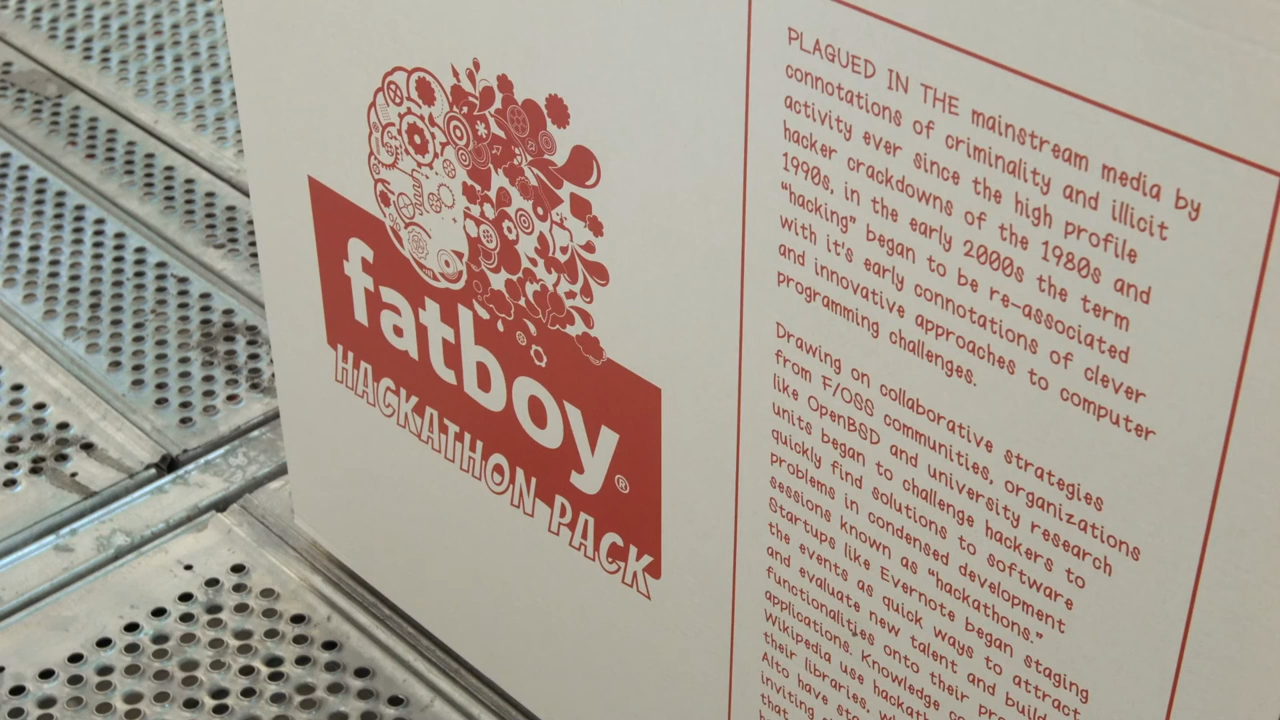 fatboy®
HACKATHON PACK
PLAGUED IN THE mainstream media by
connotations of criminality and illicit
activity ever since the high profile
hacker crackdowns of the 1980s and
1990s, in the early 2000s the term
"hacking" began to be re-associated
with it's early connotations of clever
and innovative approaches to computer
programming challenges.
Drawing on collaborative strategies
from F/OSS communities, organizations
like OpenBSD and university research
units began to challenge hackers to
quickly find solutions to software
problems in condensed development
sessions known as "hackathons."
Startups like Evernote began staging
the events as quick ways to attract
and evaluate new talent and build
functionalities onto their
applications. Knowledge
Wikipedia use
their libraries,
Alto have
inviting
that